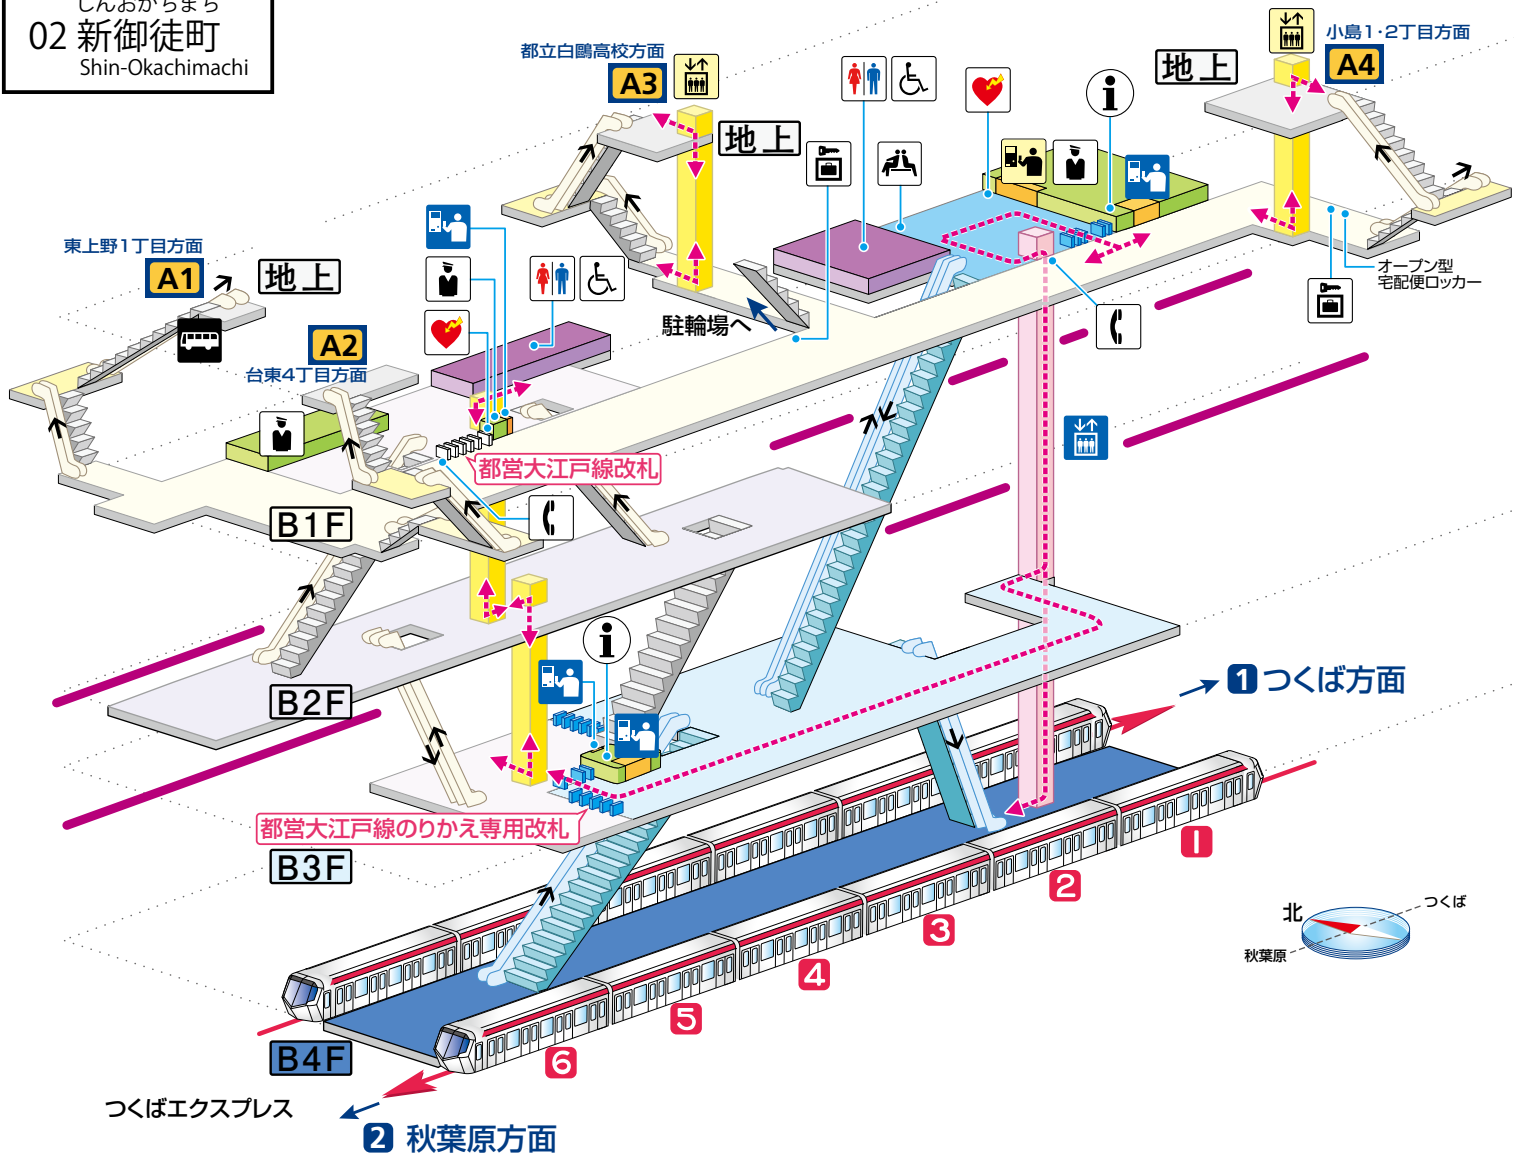 しんおかちまち
02 新御徒町
Shin-Okachimachi
都立白鷗高校方面
A3
地上
小島1・2丁目方面
A4
地上
東上野1丁目方面
A1
地上
A2
台東4丁目方面
駐輪場へ
オープン型
宅配便ロッカー
都営大江戸線改札
B1F
B2F
1 つくば方面
都営大江戸線のりかえ専用改札
B3F
1
2
3
4
5
6
北
つくば
秋葉原
B4F
つくばエクスプレス
2 秋葉原方面